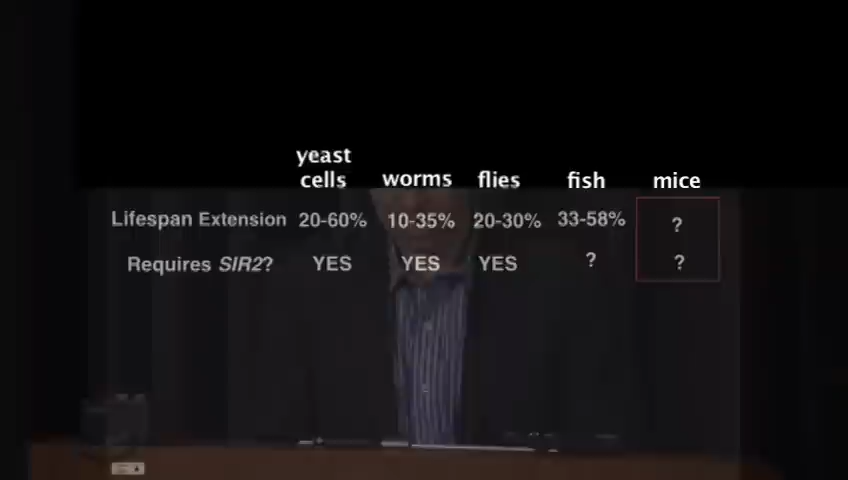 yeast
cells worms flies fish mice
Lifespan Extension 20-60% 10-35% 20-30% 33-58% ?
Requires SIR2? YES YES YES ? ?